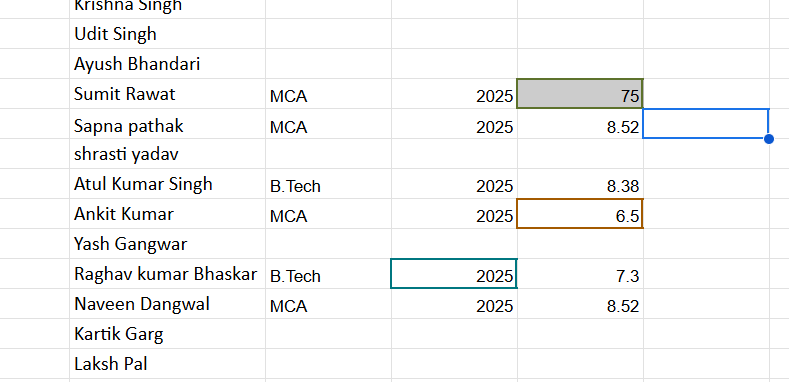 Krishna Singh
Udit Singh
Ayush Bhandari
Sumit Rawat MCA 2025 75
Sapna pathak MCA 2025 8.52
shrasti yadav
Atul Kumar Singh B.Tech 2025 8.38
Ankit Kumar MCA 2025 6.5
Yash Gangwar
Raghav kumar Bhaskar B.Tech 2025 7.3
Naveen Dangwal MCA 2025 8.52
Kartik Garg
Laksh Pal